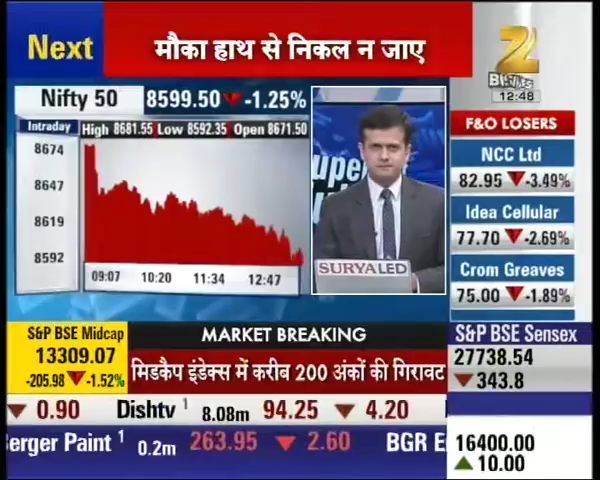 Next
मौका हाथ से निकल न जाए
12:48
Nifty 50 8599.50 -1.25%
Intraday High 8681.55 Low 8592.35 Open 8671.50
8674
8647
8619
8592
09:07 10:20 11:34 12:47
SURYA LED
F&O LOSERS
NCC Ltd
82.95 -3.49%
Idea Cellular
77.70 -2.69%
Crom Greaves
75.00 -1.89%
S&P BSE Midcap
13309.07
-205.98 -1.52%
MARKET BREAKING
मिडकैप इंडेक्स में करीब 200 अंकों की गिरावट
S&P BSE Sensex
27738.54
343.8
0.90 Dishtv 1 8.08m 94.25 4.20
erger Paint 1 0.2m 263.95 2.60 BGR E
16400.00
10.00